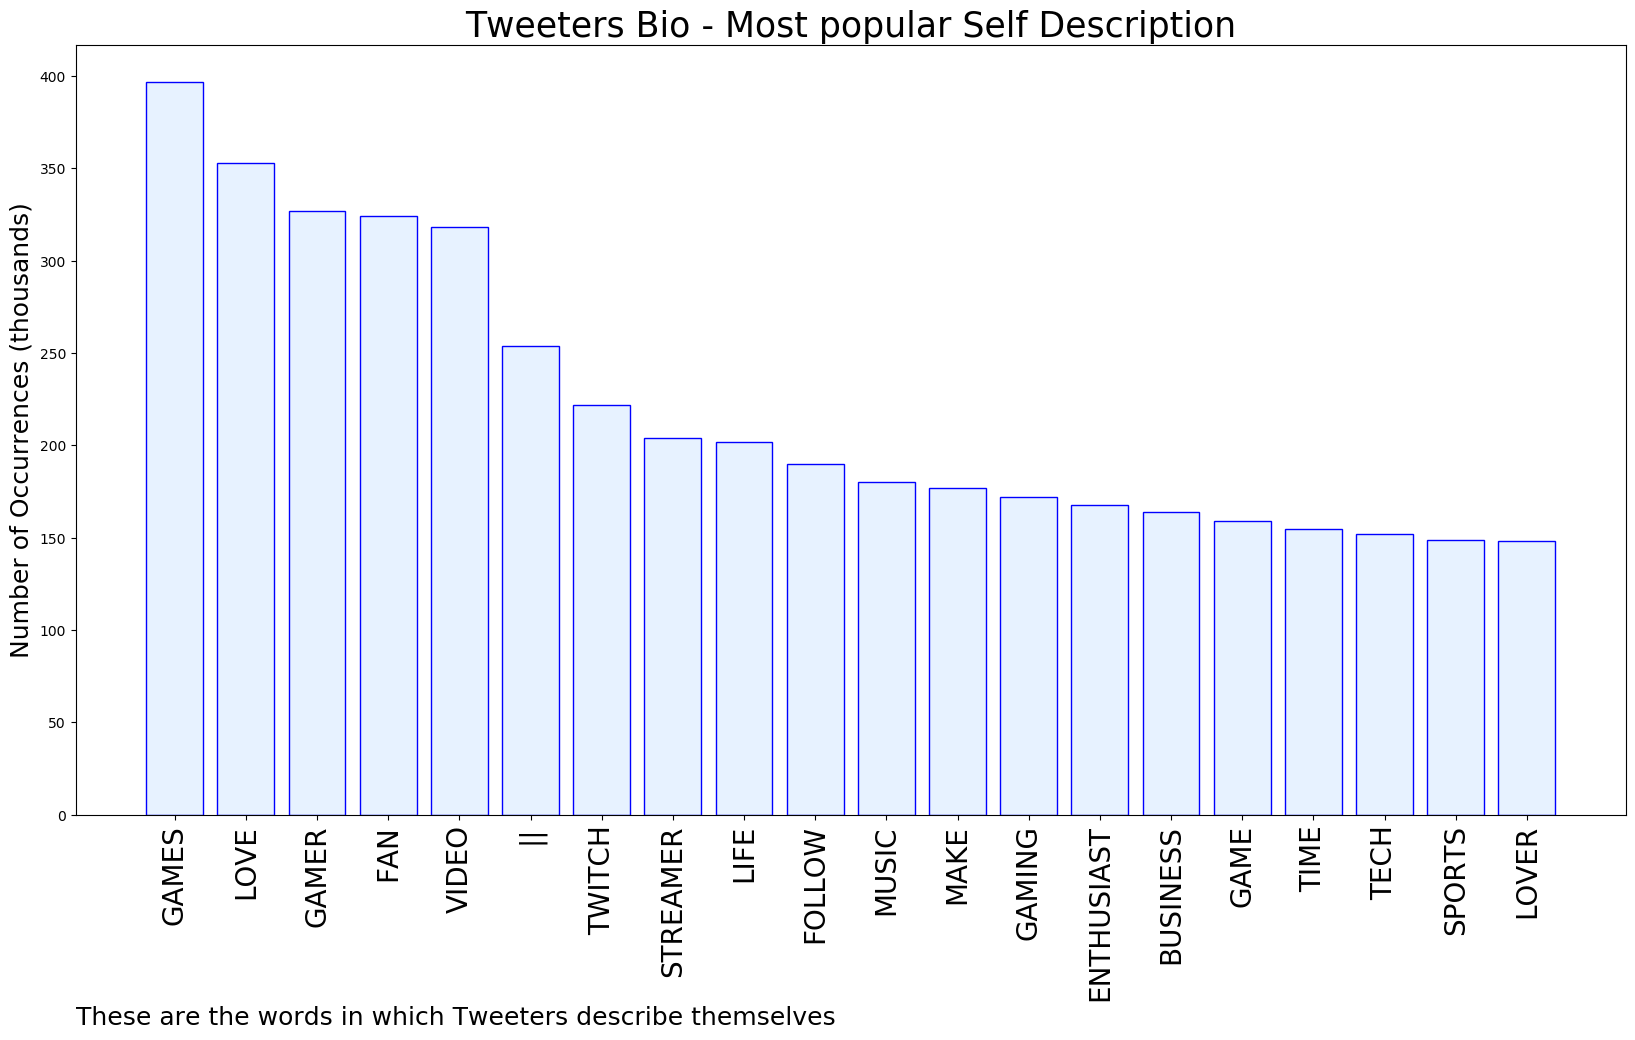 Tweeters Bio - Most popular Self Description
Number of Occurrences (thousands)
400
350
300
250
200
150
100
50
0
GAMES
LOVE
GAMER
FAN
VIDEO
||
TWITCH
STREAMER
LIFE
FOLLOW
MUSIC
MAKE
GAMING
ENTHUSIAST
BUSINESS
GAME
TIME
TECH
SPORTS
LOVER
These are the words in which Tweeters describe themselves